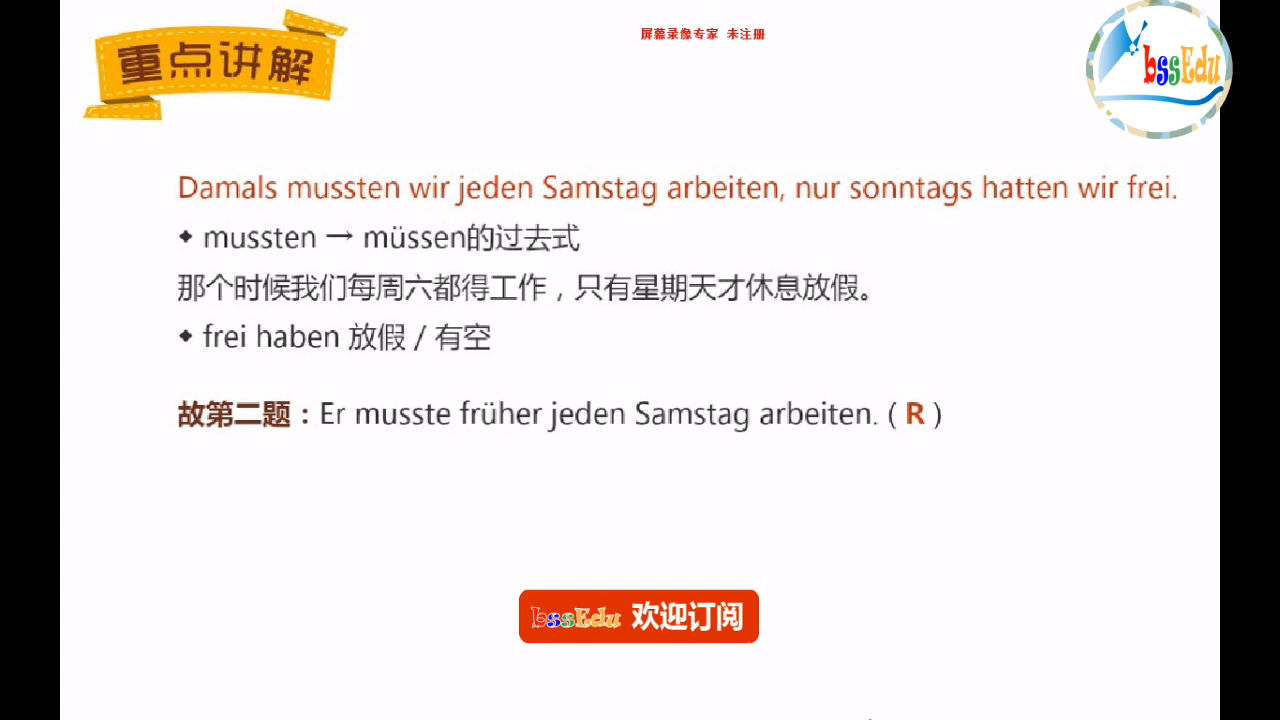 屏幕录像专家 未注册
重点讲解
bssEdu
Damals mussten wir jeden Samstag arbeiten, nur sonntags hatten wir frei.
◆ mussten → müssen的过去式
那个时候我们每周六都得工作，只有星期天才休息放假。
◆ frei haben 放假 / 有空
故第二题：Er musste früher jeden Samstag arbeiten. ( R )
bssEdu 欢迎订阅